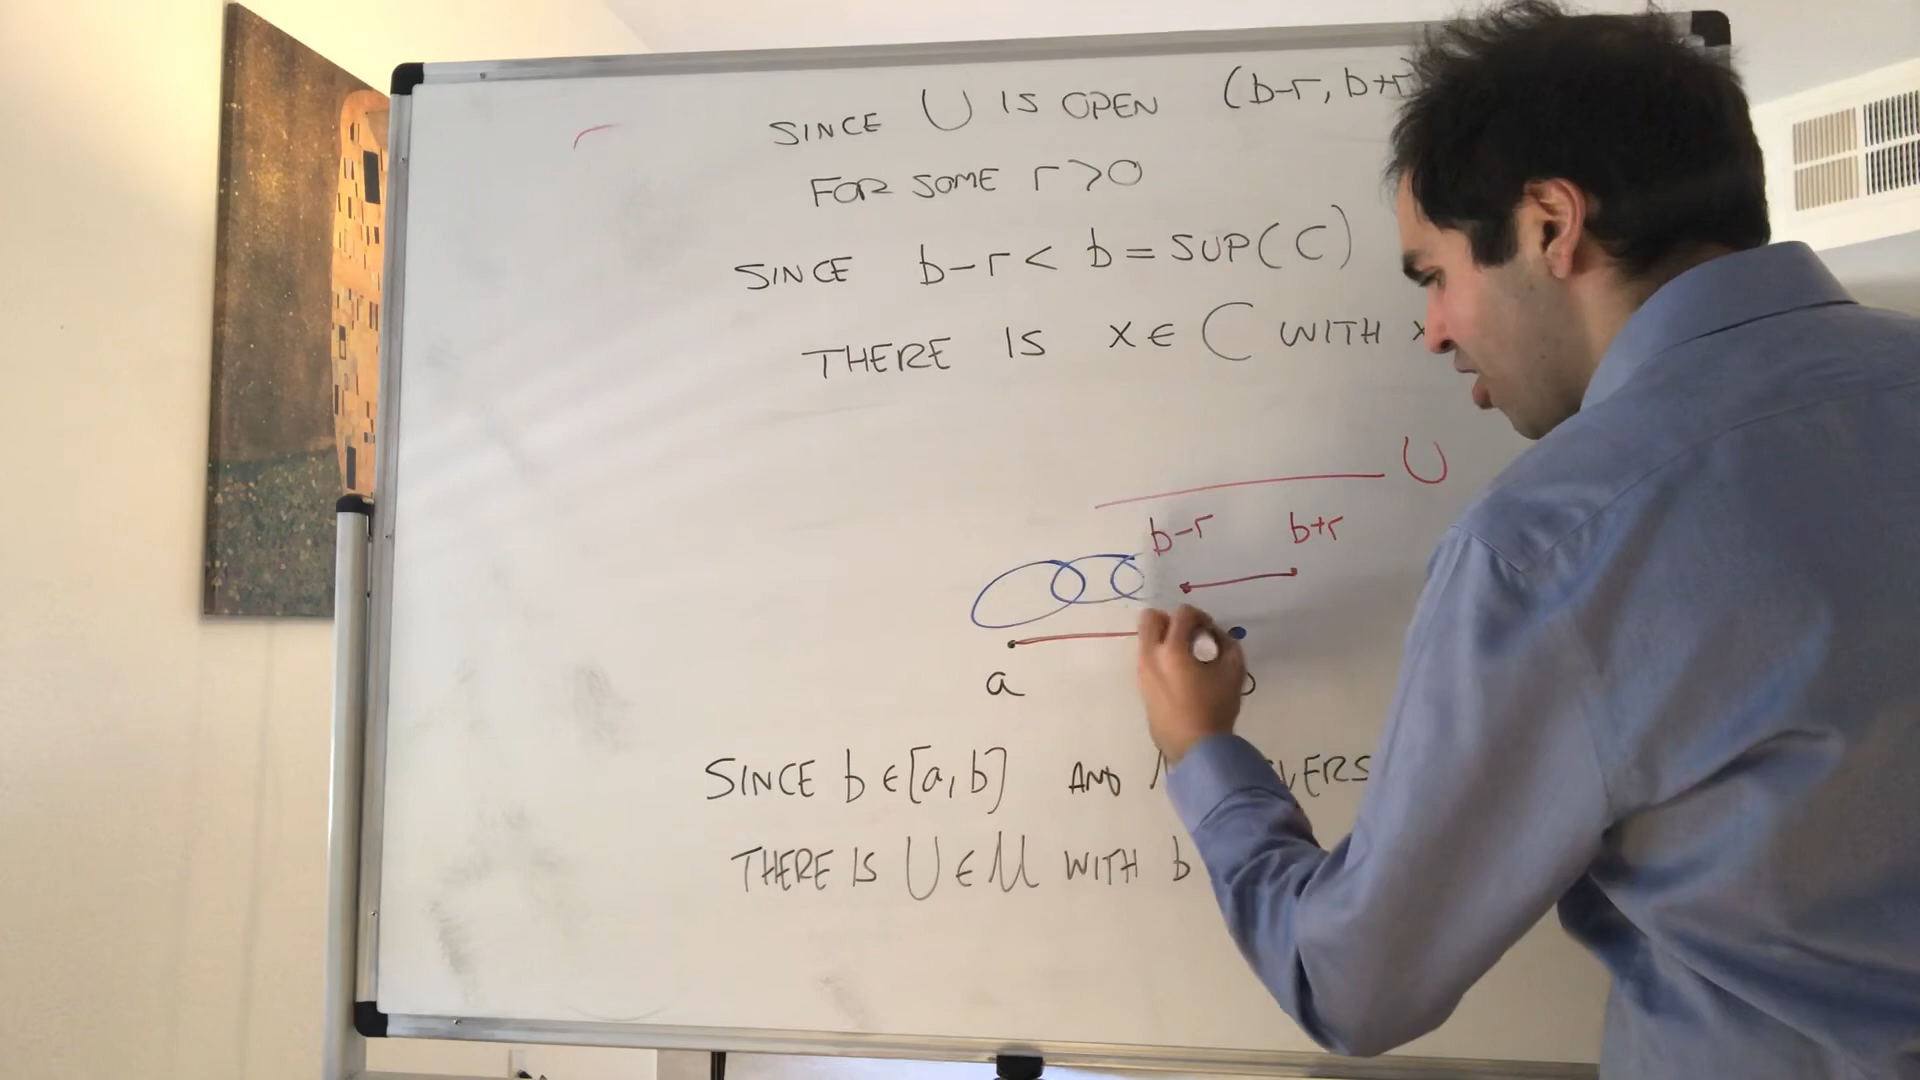 SINCE U IS OPEN (b-r, b+r
FOR SOME r>0
SINCE b-r < b = SUP(C)
THERE IS x ∈ C WITH x
U
b-r b+r
a
SINCE b ∈ [a,b] AND
THERE IS U ∈ 𝒰 WITH b